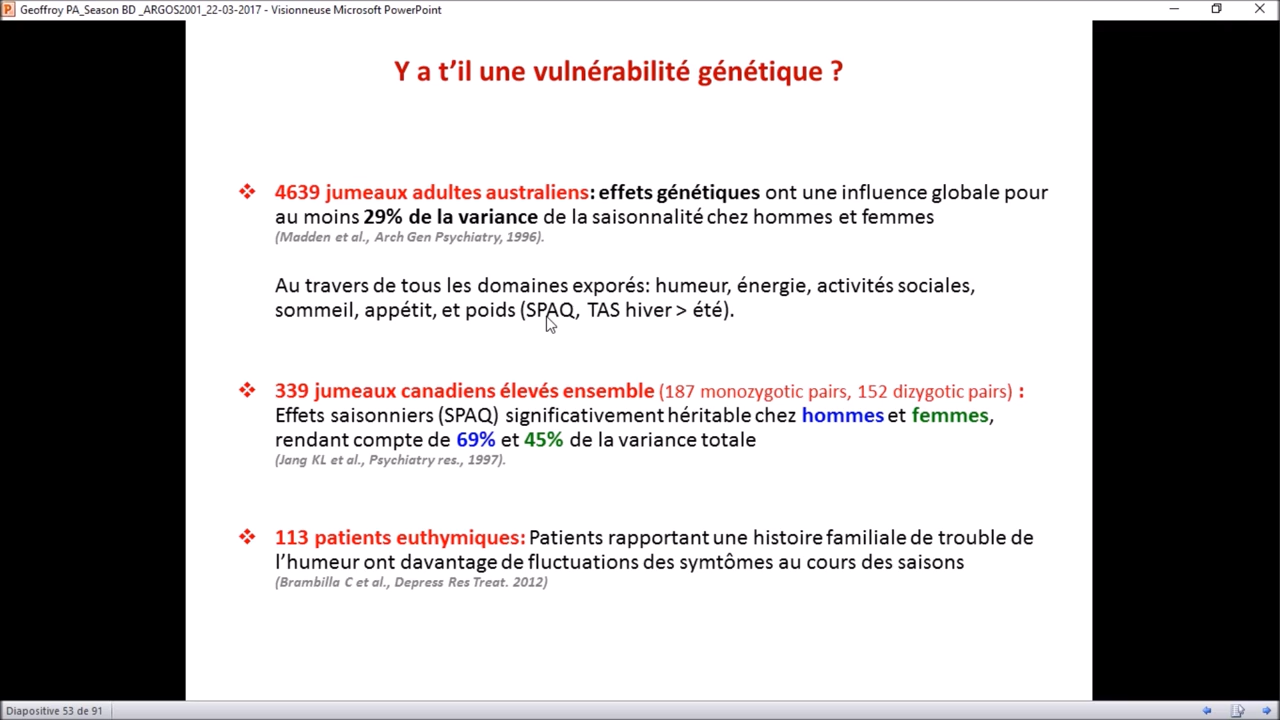 Geoffroy PA_Season BD _ARGOS2001_22-03-2017 - Visionneuse Microsoft PowerPoint
Y a t’il une vulnérabilité génétique ?
❖ 4639 jumeaux adultes australiens: effets génétiques ont une influence globale pour
au moins 29% de la variance de la saisonnalité chez hommes et femmes
(Madden et al., Arch Gen Psychiatry, 1996).
Au travers de tous les domaines exporés: humeur, énergie, activités sociales,
sommeil, appétit, et poids (SPAQ, TAS hiver > été).
❖ 339 jumeaux canadiens élevés ensemble (187 monozygotic pairs, 152 dizygotic pairs) :
Effets saisonniers (SPAQ) significativement héritable chez hommes et femmes,
rendant compte de 69% et 45% de la variance totale
(Jang KL et al., Psychiatry res., 1997).
❖ 113 patients euthymiques: Patients rapportant une histoire familiale de trouble de
l’humeur ont davantage de fluctuations des symtômes au cours des saisons
(Brambilla C et al., Depress Res Treat. 2012)
Diapositive 53 de 91